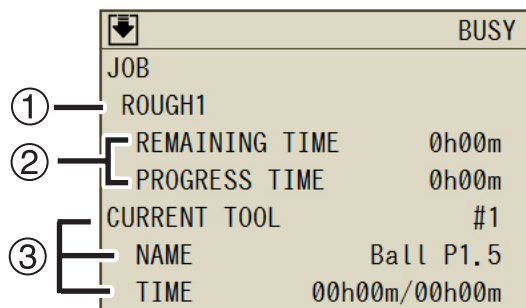 BUSY
JOB
① ROUGH1
② REMAINING TIME 0h00m
PROGRESS TIME 0h00m
CURRENT TOOL #1
③ NAME Ball P1.5
TIME 00h00m/00h00m